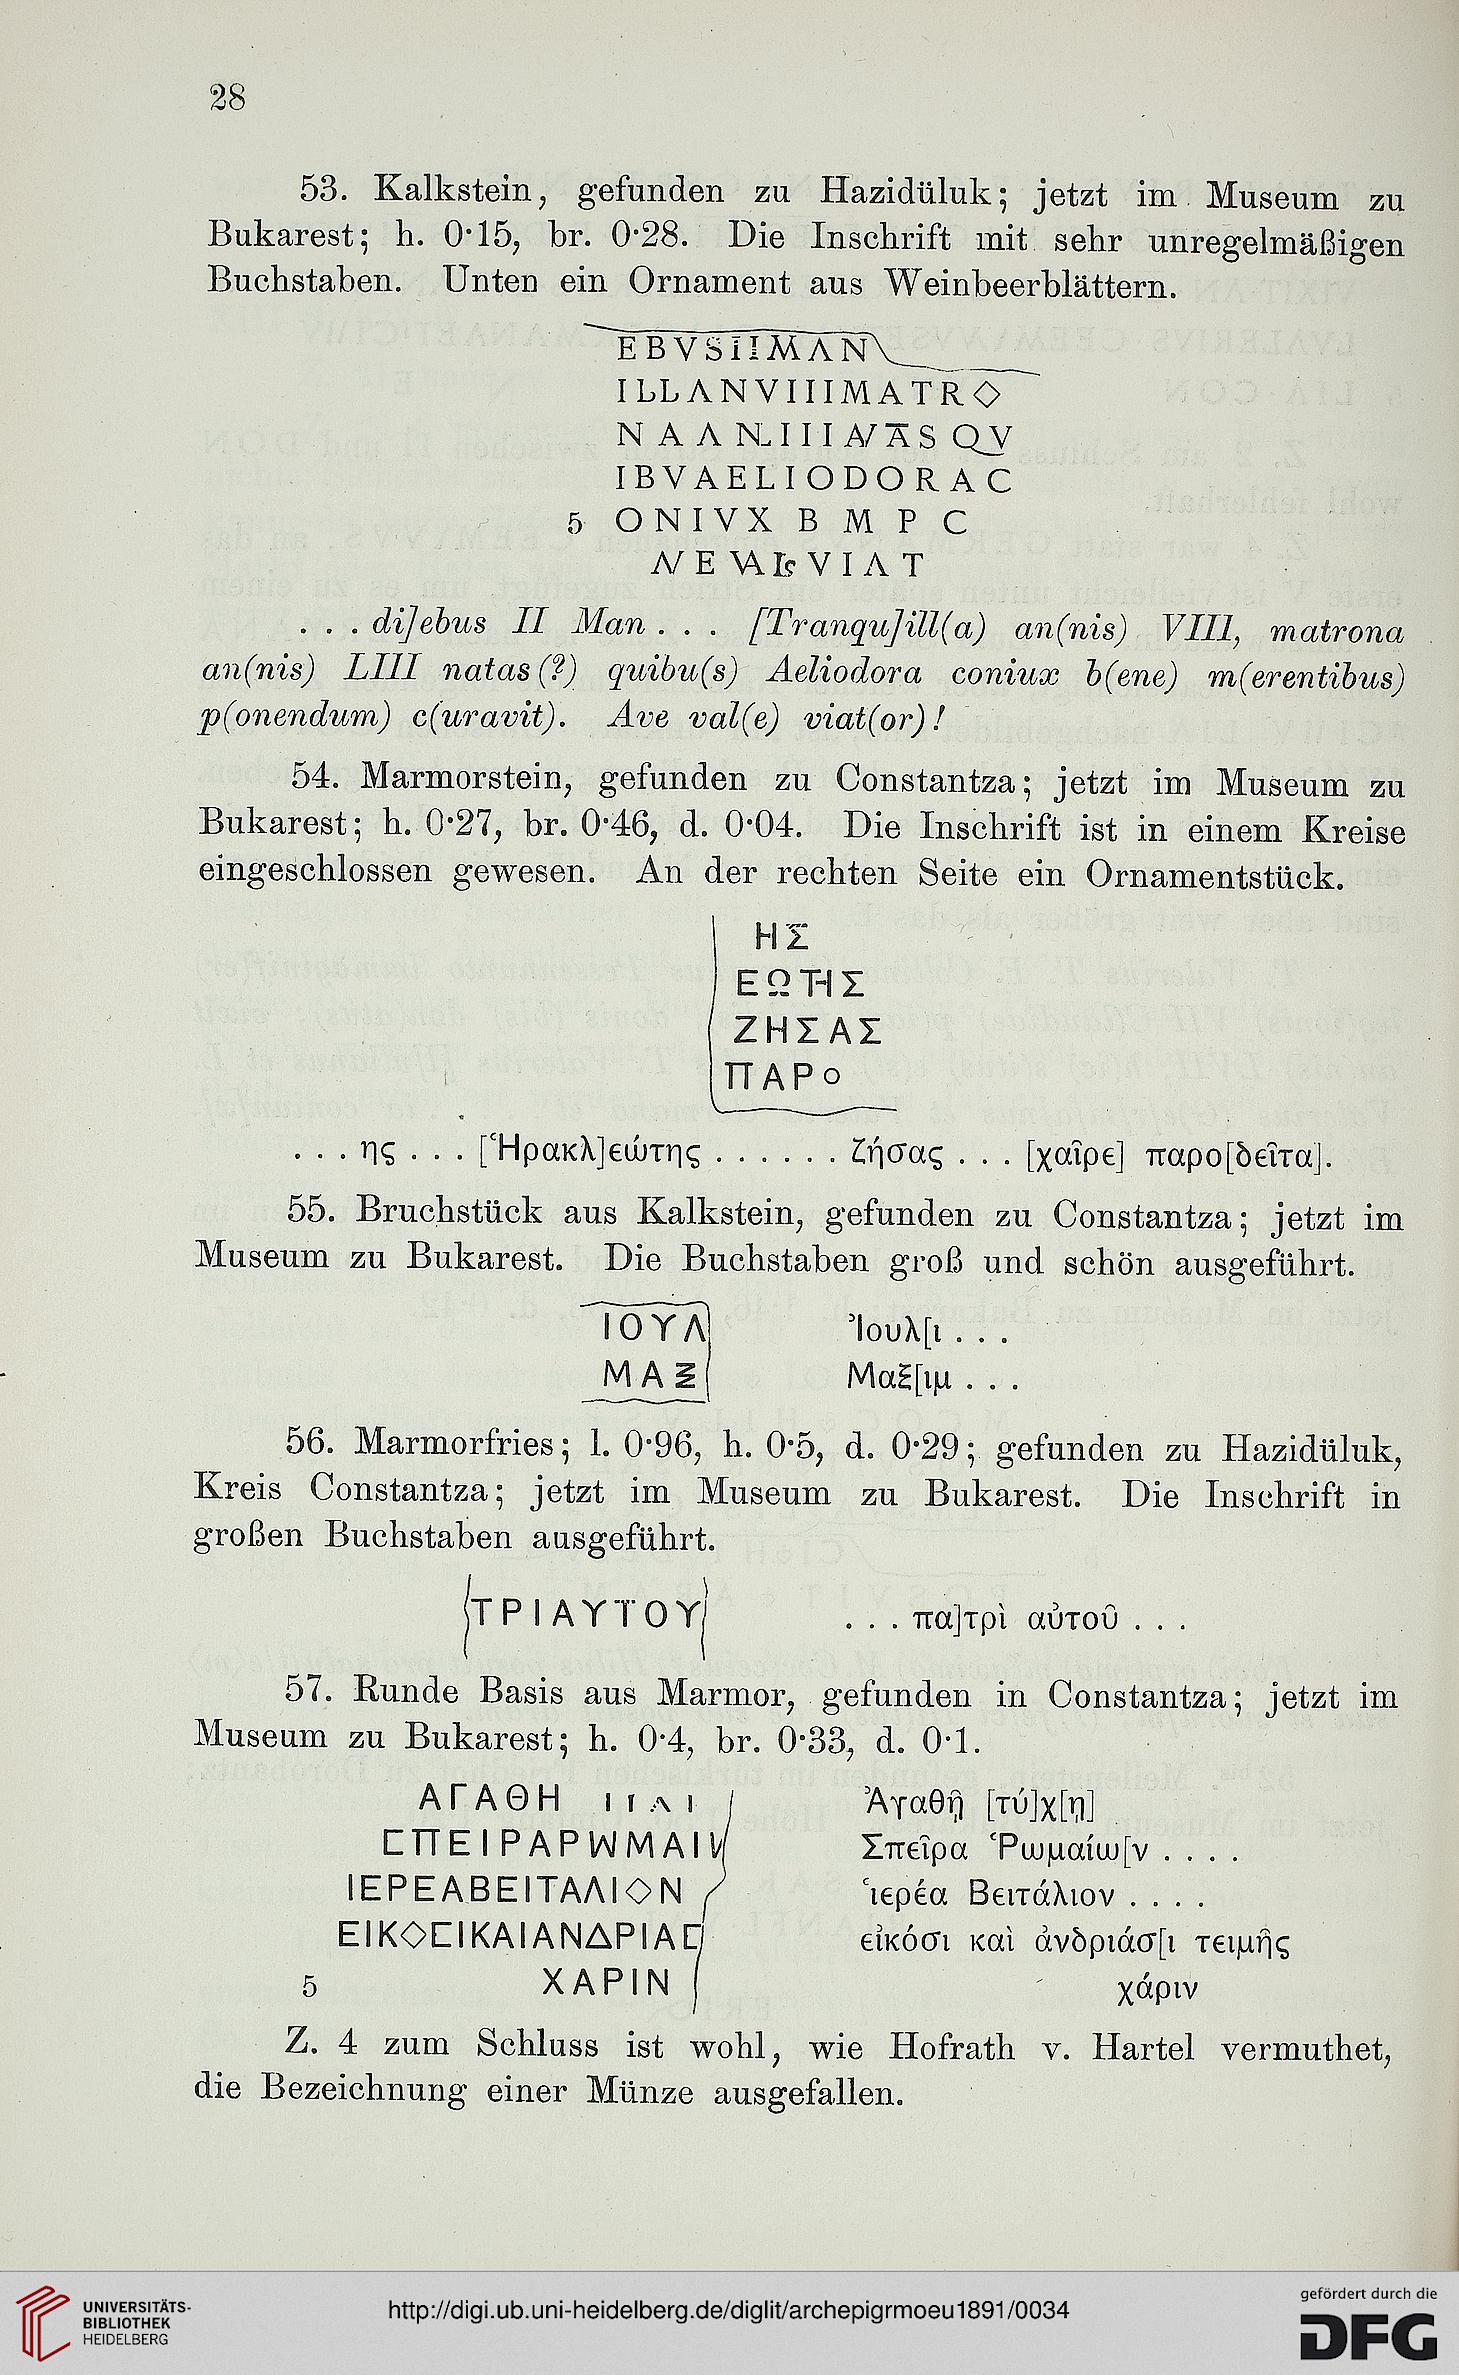 28
53. Kalkstein, gefunden zu Hazidüluk; jetzt im Museum zu
Bukarest; h. 0·15, br. 0·28. Die Inschrift mit sehr unregelmäßigen
Buchstaben. Unten ein Ornament aus Weinbeerblättern.
EBVSIIMAN
ILLANVIIIMATRO
IBVAELIODORAC
5 ONIVX B M P C
. . . di]ebus II Man . . . [Tranqu]ill(a) an(nis) VIII, matrona
an(nis) LIII natas(?) quibu(s) Aeliodora coniux b(ene) m(erentibus)
p(onendum) c(uravit). Ave val(e) viat(or)!
54. Marmorstein, gefunden zu Constantza; jetzt im Museum zu
Bukarest; h. 0·27, br. 0·46, d. 0·04. Die Inschrift ist in einem Kreise
eingeschlossen gewesen. An der rechten Seite ein Ornamentstück.
ΗΣ
ΕΩΤΗΣ
ΖΗΣΑΣ
ΠΑΡο
. . . ης . . . [Ἡρακλ]εώτης . . . . . . ζήσας . . . [χαῖρε] παρο[δεῖτα].
55. Bruchstück aus Kalkstein, gefunden zu Constantza; jetzt im
Museum zu Bukarest. Die Buchstaben groß und schön ausgeführt.
ΙΟΥΛ Ἰουλ[ι . . .
ΜΑΞ Μαξ[ιμ . . .
56. Marmorfries; l. 0·96, h. 0·5, d. 0·29; gefunden zu Hazidüluk,
Kreis Constantza; jetzt im Museum zu Bukarest. Die Inschrift in
großen Buchstaben ausgeführt.
ΤΡΙΑΥΤΟΥ . . . πα]τρὶ αὐτοῦ . . .
57. Runde Basis aus Marmor, gefunden in Constantza; jetzt im
Museum zu Bukarest; h. 0·4, br. 0·33, d. 0·1.
ΑΓΑΘΗ Ἀγαθῇ [τύ]χ[ῃ]
ΣΠΕΙΡΑΡWΜΑΙ Σπεῖρα Ῥωμαίω[ν . . . .
ΙΕΡΕΑΒΕΙΤΑΛΙΟΝ ἱερέα Βειτάλιον . . . .
ΕΙΚΟΣΙΚΑΙΑΝΔΡΙΑΣ εἰκόσι καὶ ἀνδριάσ[ι τειμῆς
5 ΧΑΡΙΝ χάριν
Z. 4 zum Schluss ist wohl, wie Hofrath v. Hartel vermuthet,
die Bezeichnung einer Münze ausgefallen.
UNIVERSITÄTS-
BIBLIOTHEK
HEIDELBERG
http://digi.ub.uni-heidelberg.de/diglit/archepigrmoeu1891/0034
gefördert durch die
DFG